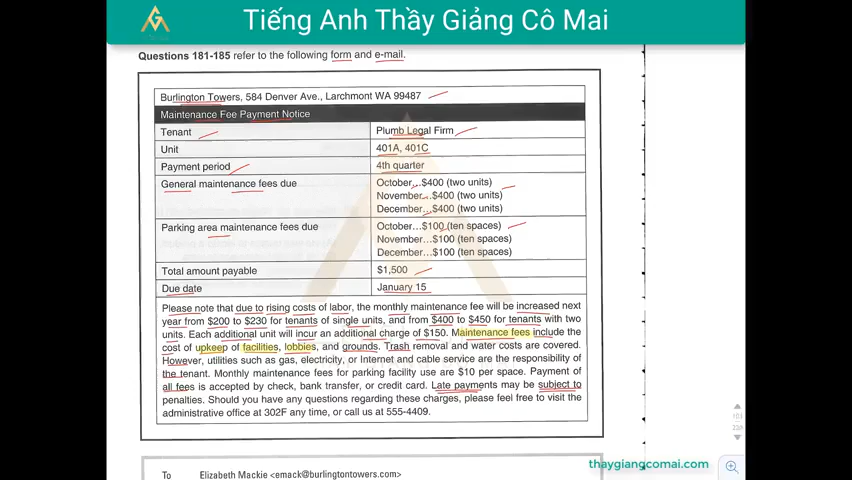 Tiếng Anh Thầy Giảng Cô Mai
Questions 181-185 refer to the following form and e-mail.
Burlington Towers, 584 Denver Ave., Larchmont WA 99487
Maintenance Fee Payment Notice
Tenant Plumb Legal Firm
Unit 401A, 401C
Payment period 4th quarter
General maintenance fees due October...$400 (two units)
November...$400 (two units)
December...$400 (two units)
Parking area maintenance fees due October...$100 (ten spaces)
November...$100 (ten spaces)
December...$100 (ten spaces)
Total amount payable $1,500
Due date January 15
Please note that due to rising costs of labor, the monthly maintenance fee will be increased next
year from $200 to $230 for tenants of single units, and from $400 to $450 for tenants with two
units. Each additional unit will incur an additional charge of $150. Maintenance fees include the
cost of upkeep of facilities, lobbies, and grounds. Trash removal and water costs are covered.
However, utilities such as gas, electricity, or Internet and cable service are the responsibility of
the tenant. Monthly maintenance fees for parking facility use are $10 per space. Payment of
all fees is accepted by check, bank transfer, or credit card. Late payments may be subject to
penalties. Should you have any questions regarding these charges, please feel free to visit the
administrative office at 302F any time, or call us at 555-4409.
To Elizabeth Mackie <emack@burlingtontowers.com>
thaygiangcomai.com